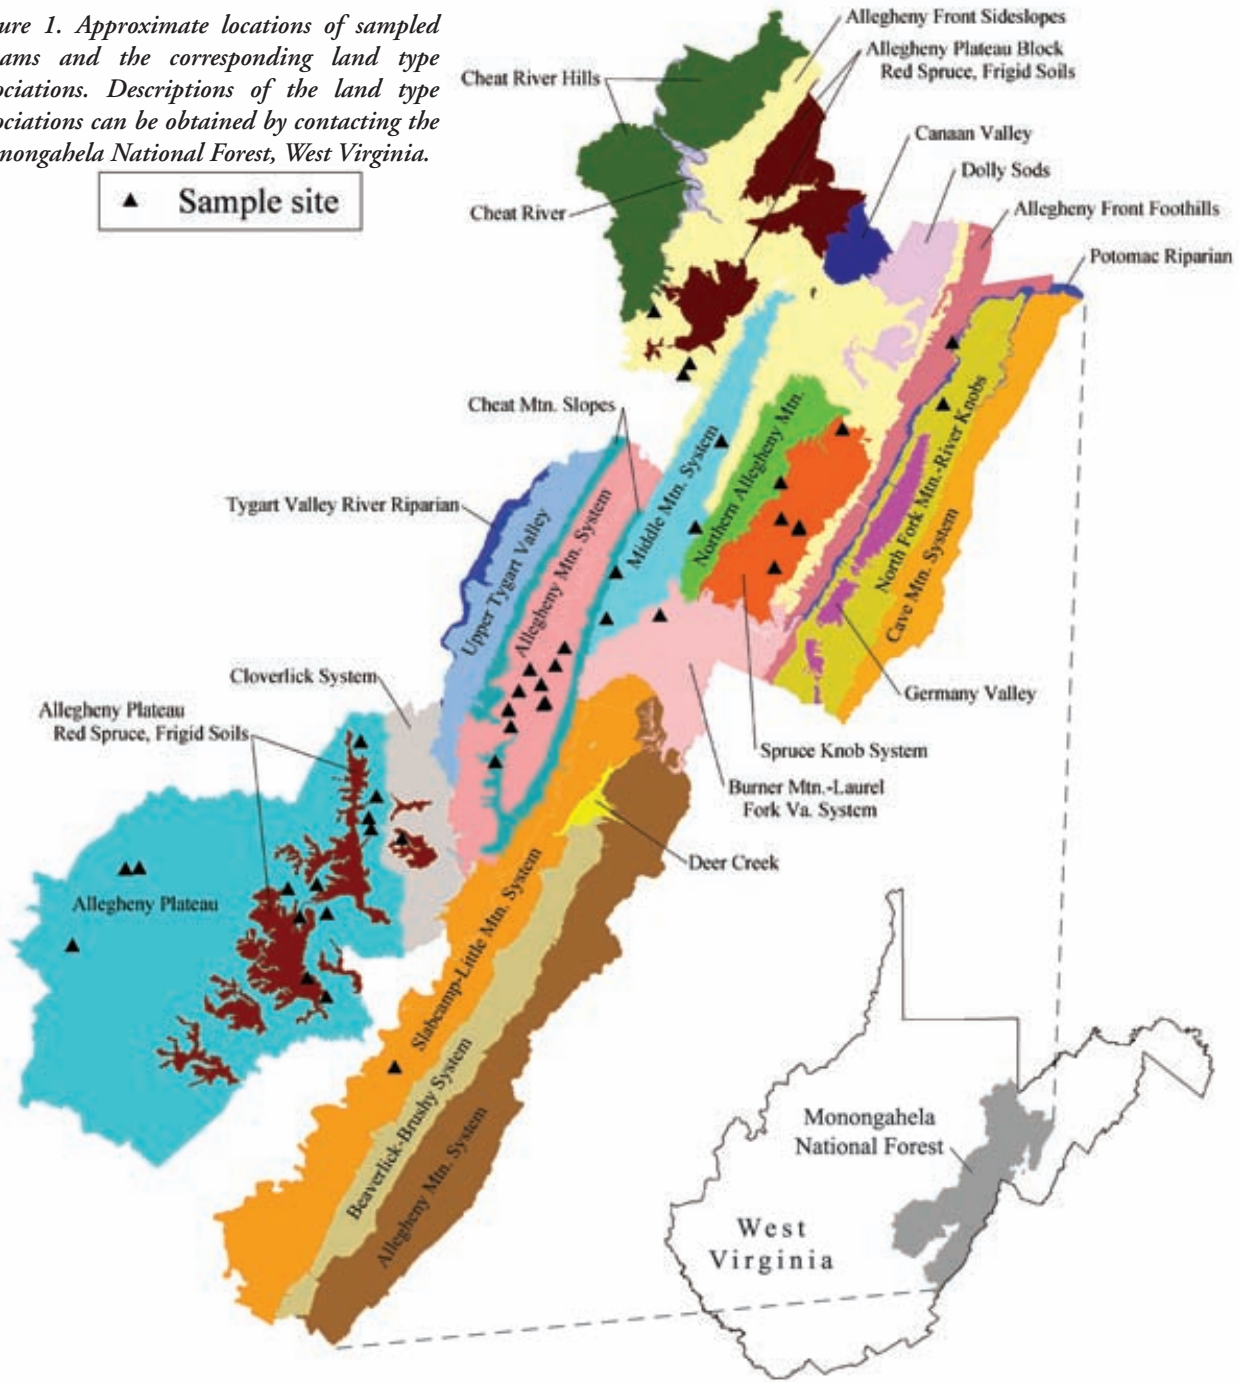 ure 1. Approximate locations of sampled
ams and the corresponding land type
ociations. Descriptions of the land type
ociations can be obtained by contacting the
nongahela National Forest, West Virginia.
Sample site
Allegheny Front Sideslopes
Allegheny Plateau Block
Red Spruce, Frigid Soils
Cheat River Hills
Canaan Valley
Dolly Sods
Cheat River
Allegheny Front Foothills
Potomac Riparian
Cheat Mtn. Slopes
Tygart Valley River Riparian
Upper Tygart Valley
Allegheny Mtn. System
Middle Mtn. System
Northern Allegheny Mtn.
North Fork Mtn.-River Knobs
Cave Mtn. System
Cloverlick System
Germany Valley
Allegheny Plateau
Red Spruce, Frigid Soils
Spruce Knob System
Burner Mtn.-Laurel
Fork Va. System
Deer Creek
Allegheny Plateau
Slabcamp-Little Mtn. System
Beaverlick-Brushy System
Allegheny Mtn. System
Monongahela
National Forest
West
Virginia